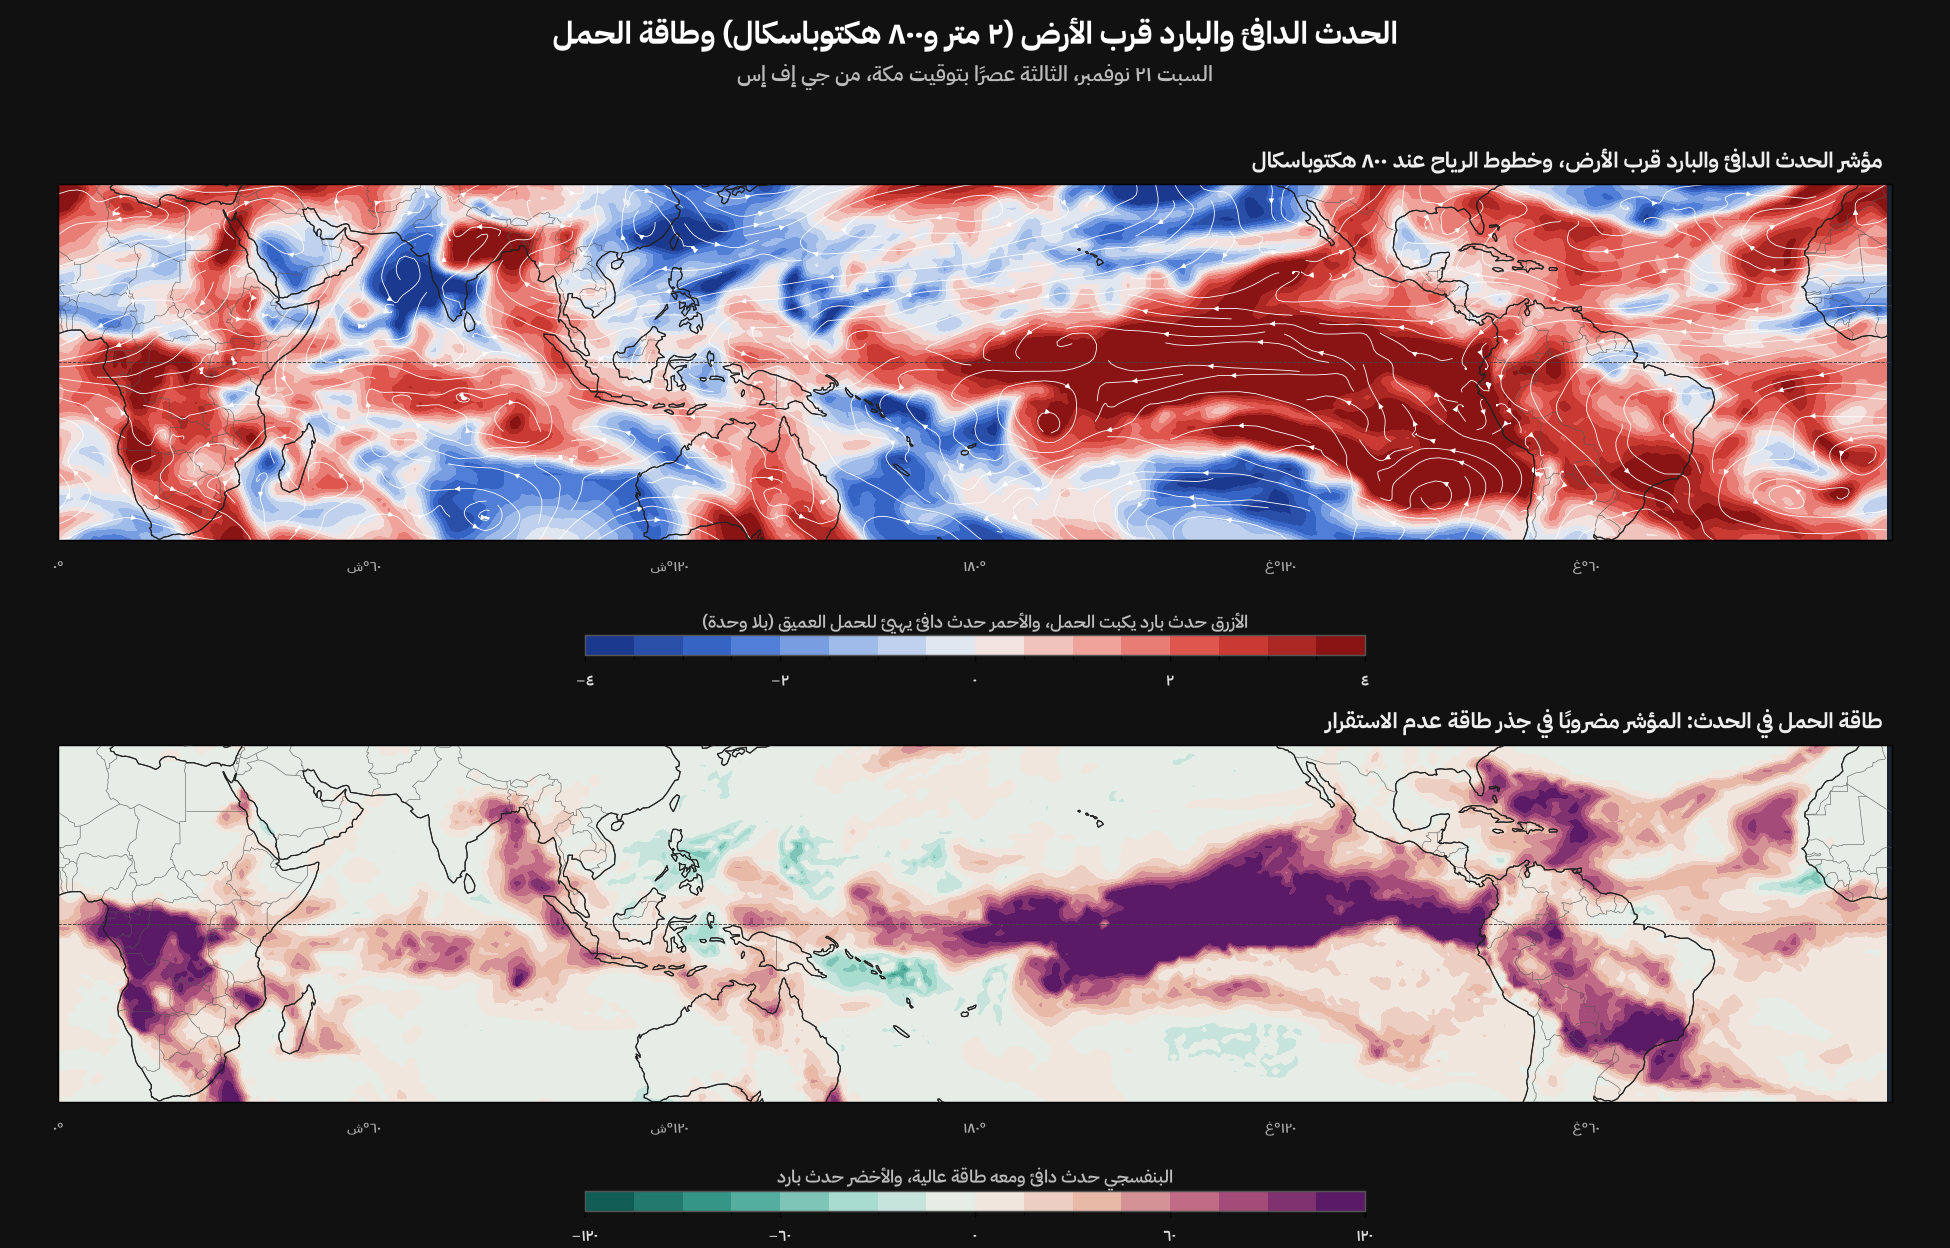 الحدث الدافئ والبارد قرب الأرض (٢ متر و٨٠٠ هكتوباسكال) وطاقة الحمل
السبت ٢١ نوفمبر، الثالثة عصرًا بتوقيت مكة، من جي إف إس
مؤشر الحدث الدافئ والبارد قرب الأرض، وخطوط الرياح عند ٨٠٠ هكتوباسكال
٠° ٦٠°ش ١٢٠°ش ١٨٠° ١٢٠°غ ٦٠°غ
الأزرق حدث بارد يكبت الحمل، والأحمر حدث دافئ يهيئ للحمل العميق (بلا وحدة)
−٤ −٢ ٠ ٢ ٤
طاقة الحمل في الحدث: المؤشر مضروبًا في جذر طاقة عدم الاستقرار
٠° ٦٠°ش ١٢٠°ش ١٨٠° ١٢٠°غ ٦٠°غ
البنفسجي حدث دافئ ومعه طاقة عالية، والأخضر حدث بارد
−١٢٠ −٦٠ ٠ ٦٠ ١٢٠